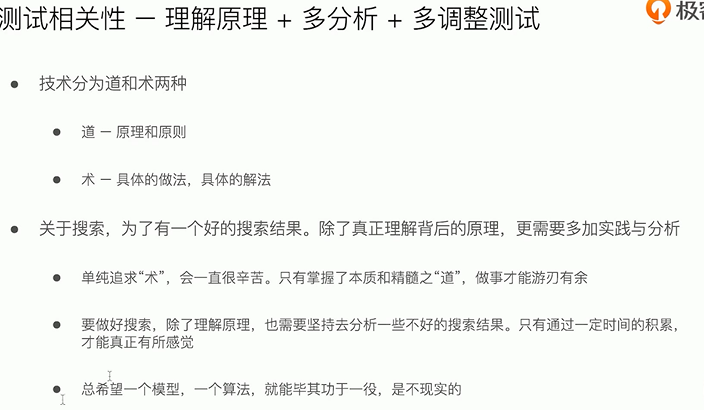 测试相关性 － 理解原理 + 多分析 + 多调整测试
极客
技术分为道和术两种
道 － 原理和原则
术 － 具体的做法，具体的解法
关于搜索，为了有一个好的搜索结果。除了真正理解背后的原理，更需要多加实践与分析
单纯追求“术”，会一直很辛苦。只有掌握了本质和精髓之“道”，做事才能游刃有余
要做好搜索，除了理解原理，也需要坚持去分析一些不好的搜索结果。只有通过一定时间的积累，
才能真正有所感觉
总希望一个模型，一个算法，就能毕其功于一役，是不现实的